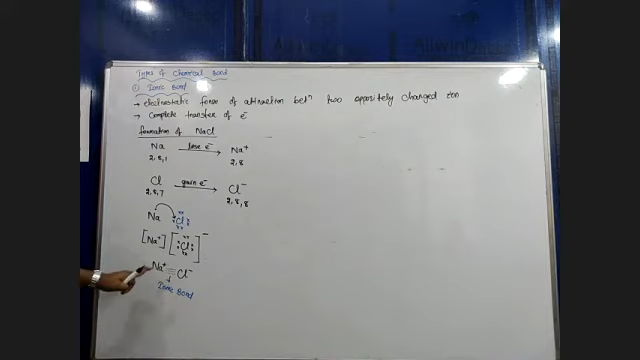 Types of Chemical Bond
① Ionic Bond
→ electrostatic force of attraction betn two oppositely charged ion
→ complete transfer of e⁻
formation of NaCl
Na lose e⁻ → Na⁺
2,8,1 2,8
Cl gain e⁻ → Cl⁻
2,8,7 2,8,8
Na Cl
[Na⁺] [Cl]⁻
Na⁺ Cl⁻
Ionic Bond